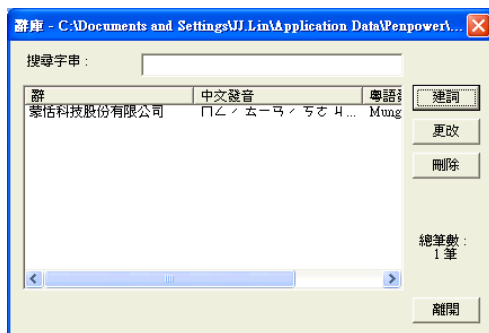 辭庫 - C:\Documents and Settings\JJ.Lin\Application Data\Penpower\...
搜尋字串：
辭 中文發音 粵語
蒙恬科技股份有限公司 ㄇㄥˊ ㄊㄧㄢˊ ㄎㄜ ㄐ... Mung
建詞
更改
刪除
總筆數：
1 筆
離開